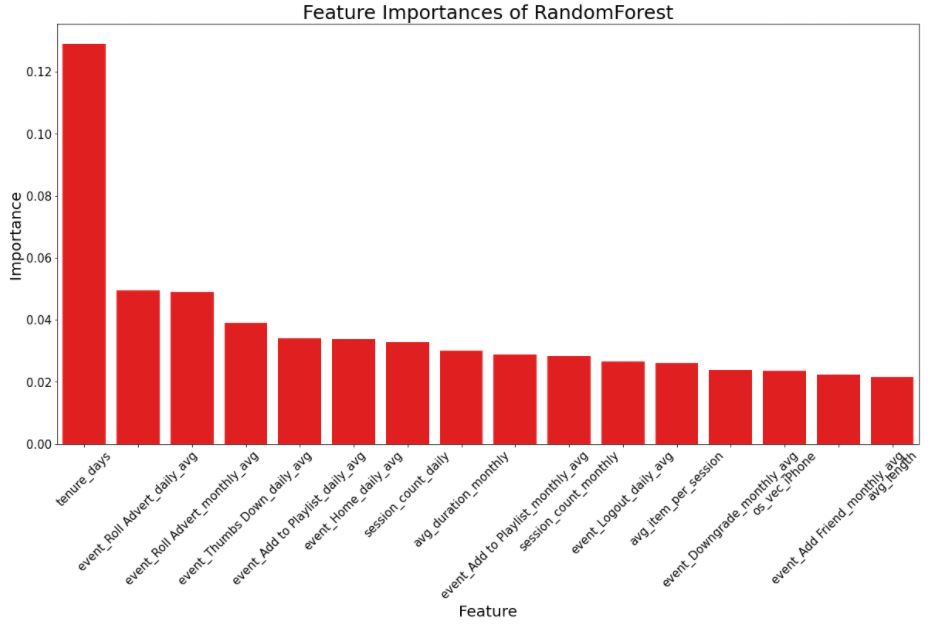 Feature Importances of RandomForest
Importance
0.12
0.10
0.08
0.06
0.04
0.02
0.00
tenure_days
event_Roll Advert_daily_avg
event_Roll Advert_monthly_avg
event_Thumbs Down_daily_avg
event_Add to Playlist_daily_avg
event_Home_daily_avg
session_count_daily
avg_duration_monthly
event_Add to Playlist_monthly_avg
session_count_monthly
event_Logout_daily_avg
avg_item_per_session
event_Downgrade_monthly_avg
os_vec_iPhone
event_Add Friend_monthly_avg
avg_length
Feature